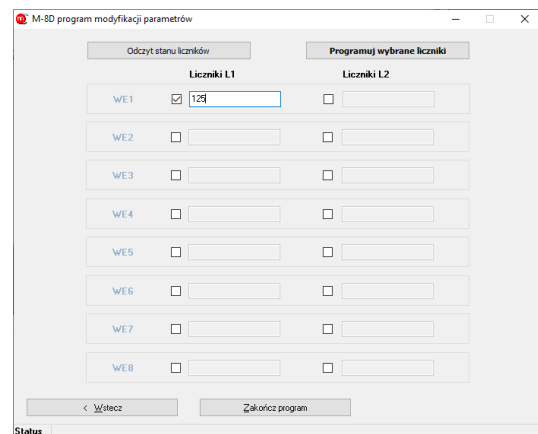 M-8D program modyfikacji parametrów
Odczyt stanu liczników
Programuj wybrane liczniki
Liczniki L1
Liczniki L2
WE1
125
WE2
WE3
WE4
WE5
WE6
WE7
WE8
< Wstecz
Zakończ program
Status